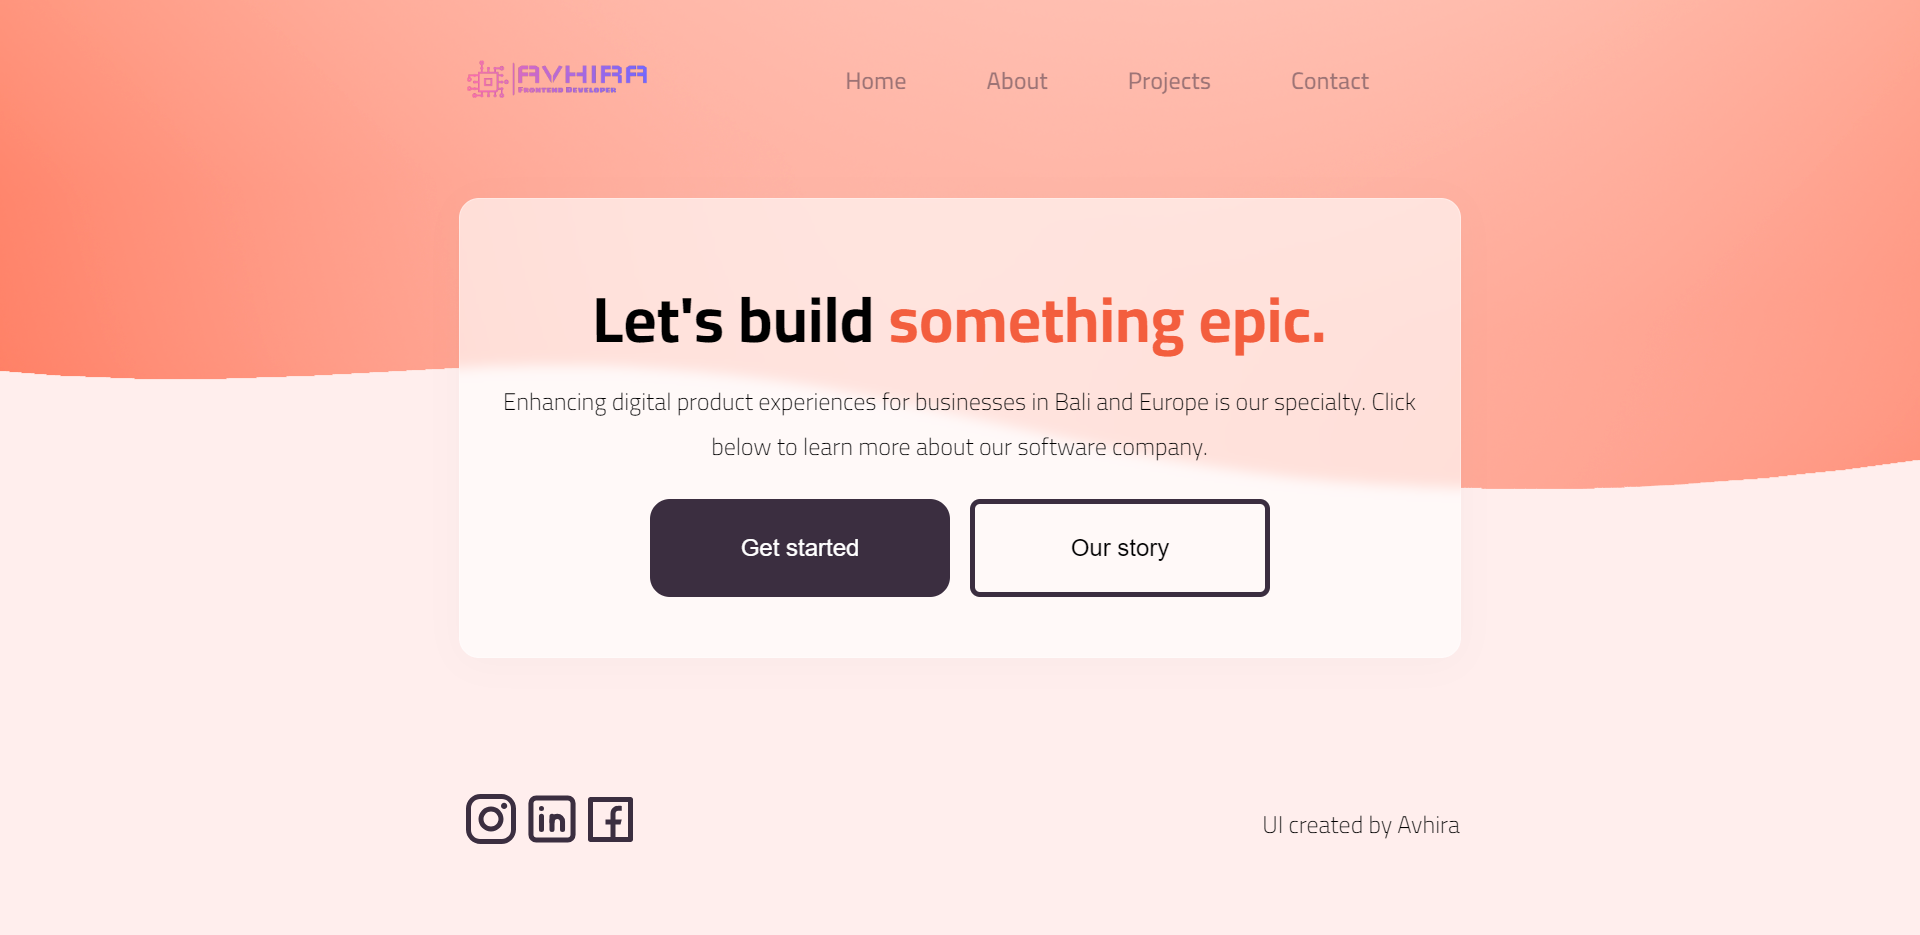 AVHIRA
Frontend Developer
Home About Projects Contact
Let's build something epic.
Enhancing digital product experiences for businesses in Bali and Europe is our specialty. Click
below to learn more about our software company.
Get started Our story
UI created by Avhira